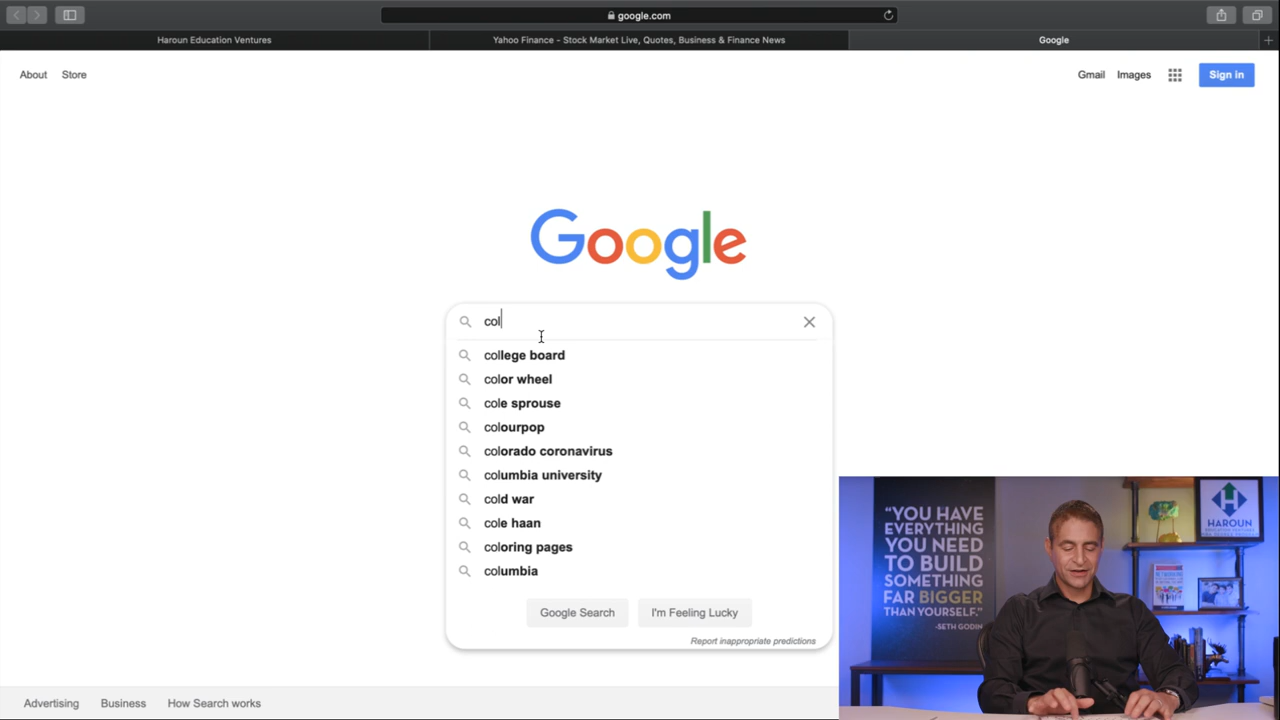 google.com
Haroun Education Ventures
Yahoo Finance - Stock Market Live, Quotes, Business & Finance News
Google
+
About
Store
Gmail
Images
Sign in
Google
col
college board
color wheel
cole sprouse
colourpop
colorado coronavirus
columbia university
cold war
cole haan
coloring pages
columbia
Google Search
I'm Feeling Lucky
Report inappropriate predictions
Advertising
Business
How Search works
“YOU HAVE
EVERYTHING
YOU NEED
TO BUILD
SOMETHING
FAR BIGGER
THAN YOURSELF.”
-SETH GODIN
HAROUN